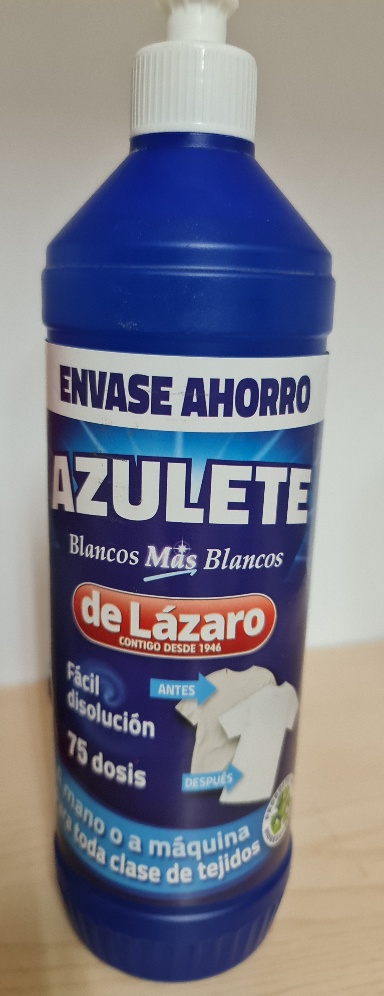 ENVASE AHORRO
AZULETE
Blancos Más Blancos
de Lázaro
CONTIGO DESDE 1946
Fácil
disolución
ANTES
75 dosis
DESPUÉS
mano o a máquina
toda clase de tejidos